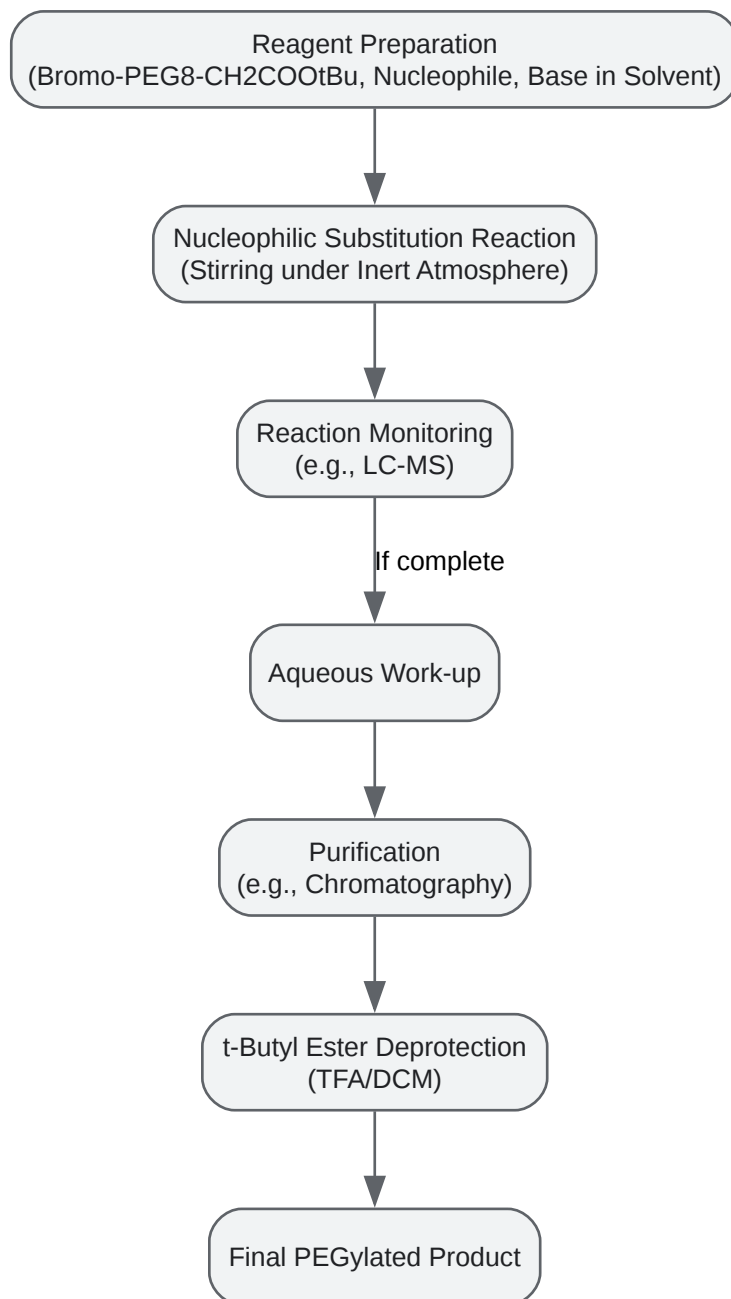 Reagent Preparation
(Bromo-PEG8-CH2COOtBu, Nucleophile, Base in Solvent)
Nucleophilic Substitution Reaction
(Stirring under Inert Atmosphere)
Reaction Monitoring
(e.g., LC-MS)
If complete
Aqueous Work-up
Purification
(e.g., Chromatography)
t-Butyl Ester Deprotection
(TFA/DCM)
Final PEGylated Product